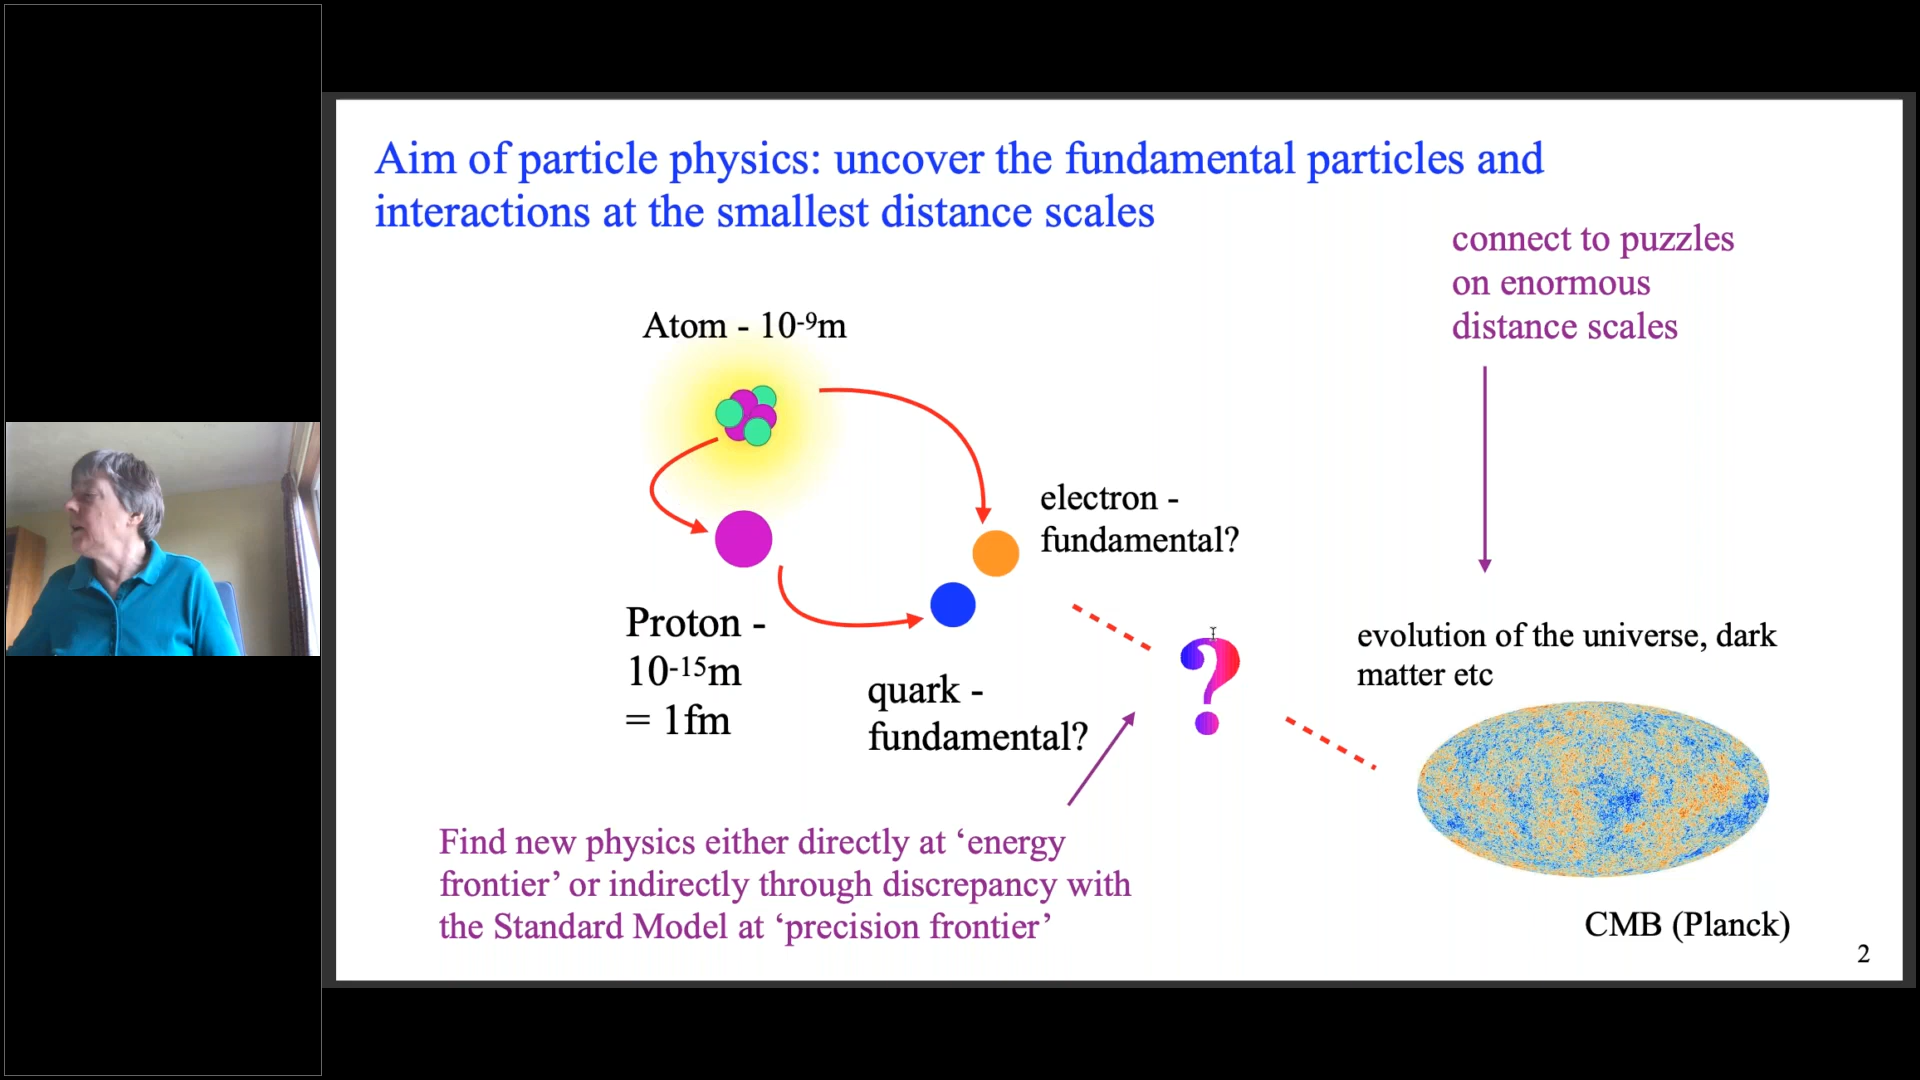 Aim of particle physics: uncover the fundamental particles and
interactions at the smallest distance scales
connect to puzzles
on enormous
distance scales
Atom - 10⁻⁹m
electron -
fundamental?
Proton -
10⁻¹⁵m
= 1fm
quark -
fundamental?
?
evolution of the universe, dark
matter etc
Find new physics either directly at ‘energy
frontier’ or indirectly through discrepancy with
the Standard Model at ‘precision frontier’
CMB (Planck)
2